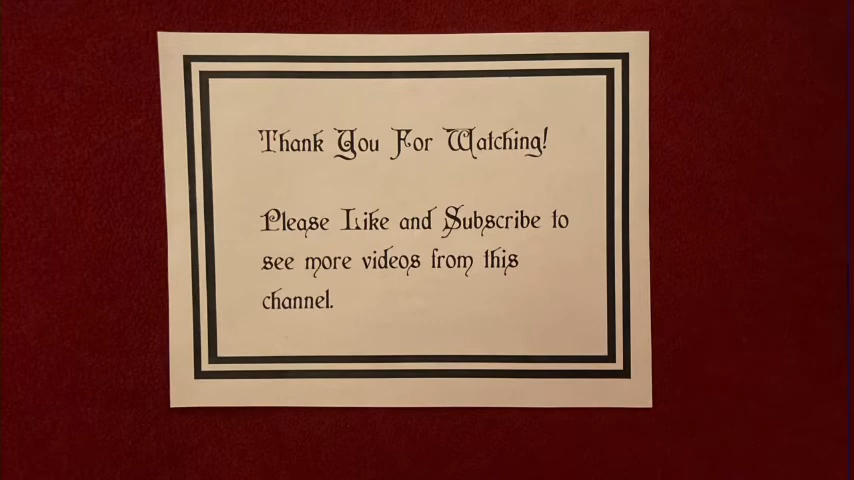 Thank You For Watching!
Please Like and Subscribe to
see more videos from this
channel.